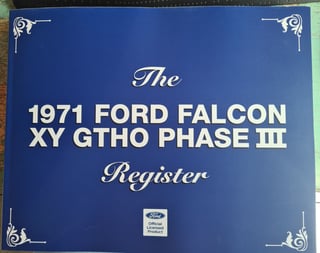 The
1971 FORD FALCON
XY GTHO PHASE III
Register
Ford
Official
Licensed
Product